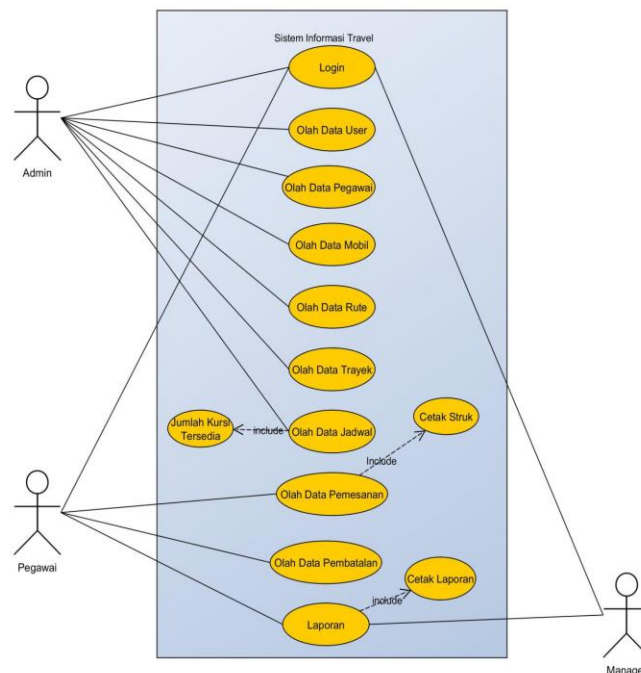 Sistem Informasi Travel
Login
Olah Data User
Admin
Olah Data Pegawai
Olah Data Mobil
Olah Data Rute
Olah Data Trayek
Jumlah Kursi
Tersedia
include
Olah Data Jadwal
Cetak Struk
Include
Olah Data Pemesanan
Pegawai
Olah Data Pembatalan
Cetak Laporan
include
Laporan
Manage